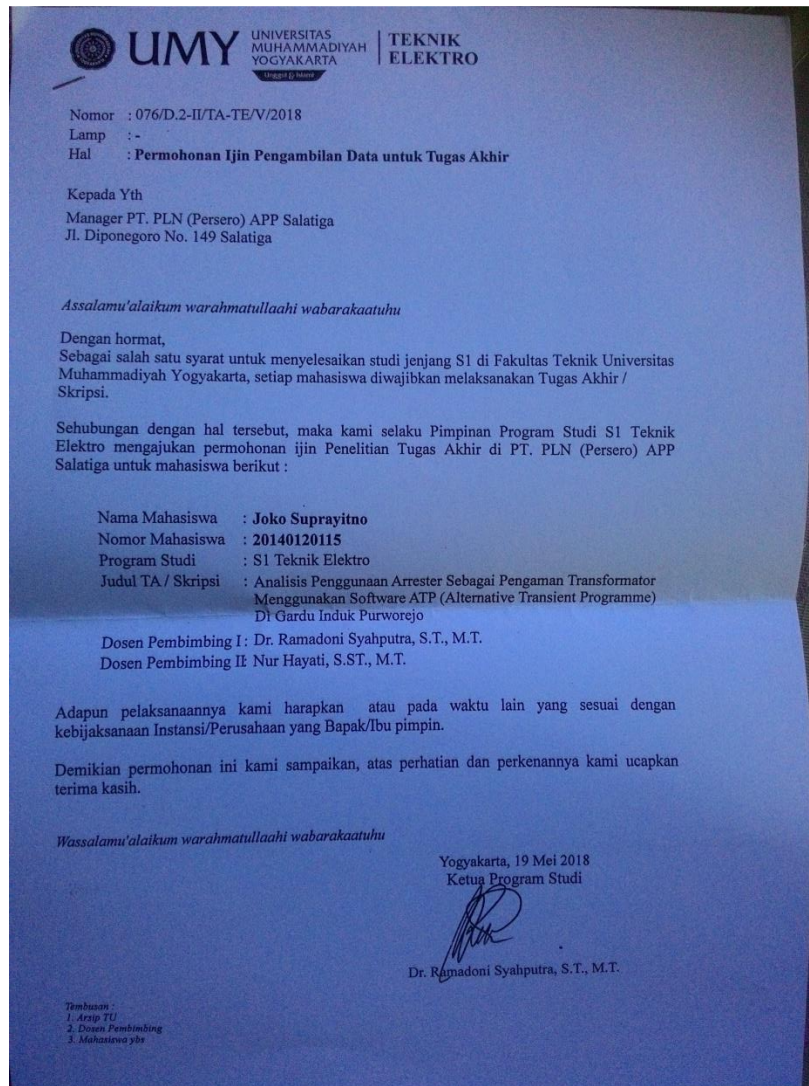 UMY
UNIVERSITAS
MUHAMMADIYAH
YOGYAKARTA
Unggul & Islami
TEKNIK
ELEKTRO
Nomor : 076/D.2-II/TA-TE/V/2018
Lamp : -
Hal : Permohonan Ijin Pengambilan Data untuk Tugas Akhir
Kepada Yth
Manager PT. PLN (Persero) APP Salatiga
Jl. Diponegoro No. 149 Salatiga
Assalamu'alaikum warahmatullaahi wabarakaatuhu
Dengan hormat,
Sebagai salah satu syarat untuk menyelesaikan studi jenjang S1 di Fakultas Teknik Universitas
Muhammadiyah Yogyakarta, setiap mahasiswa diwajibkan melaksanakan Tugas Akhir /
Skripsi.
Sehubungan dengan hal tersebut, maka kami selaku Pimpinan Program Studi S1 Teknik
Elektro mengajukan permohonan ijin Penelitian Tugas Akhir di PT. PLN (Persero) APP
Salatiga untuk mahasiswa berikut :
Nama Mahasiswa : Joko Suprayitno
Nomor Mahasiswa : 20140120115
Program Studi : S1 Teknik Elektro
Judul TA / Skripsi : Analisis Penggunaan Arrester Sebagai Pengaman Transformator
Menggunakan Software ATP (Alternative Transient Programme)
Di Gardu Induk Purworejo
Dosen Pembimbing I : Dr. Ramadoni Syahputra, S.T., M.T.
Dosen Pembimbing II: Nur Hayati, S.ST., M.T.
Adapun pelaksanaannya kami harapkan atau pada waktu lain yang sesuai dengan
kebijaksanaan Instansi/Perusahaan yang Bapak/Ibu pimpin.
Demikian permohonan ini kami sampaikan, atas perhatian dan perkenannya kami ucapkan
terima kasih.
Wassalamu'alaikum warahmatullaahi wabarakaatuhu
Yogyakarta, 19 Mei 2018
Ketua Program Studi
Dr. Ramadoni Syahputra, S.T., M.T.
Tembusan :
1. Arsip TU
2. Dosen Pembimbing
3. Mahasiswa ybs